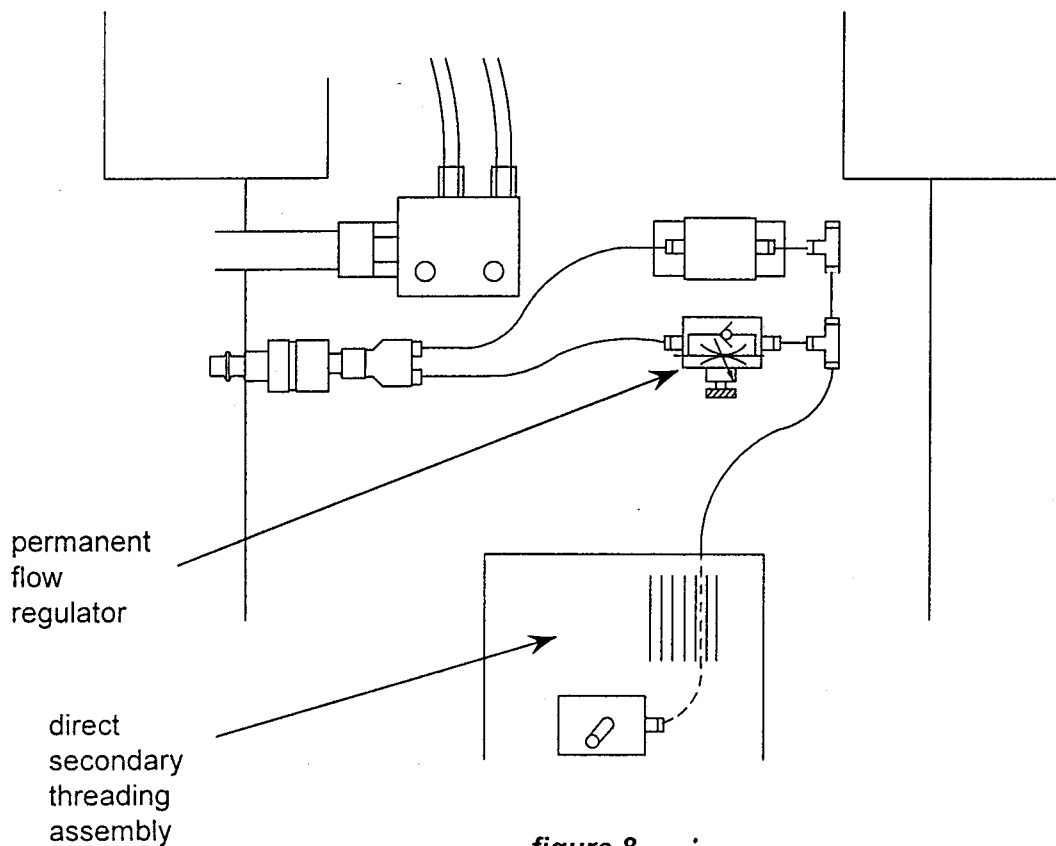 permanent
flow
regulator
direct
secondary
threading
assembly
figure 8